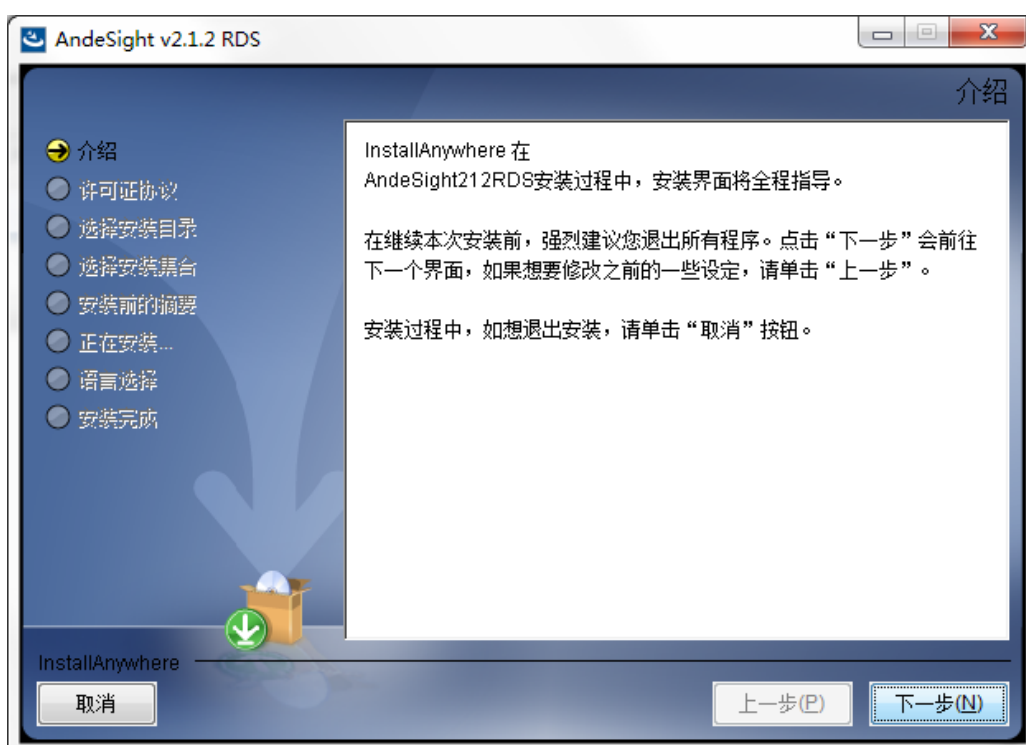 AndeSight v2.1.2 RDS
介绍
介绍
许可证协议
选择安装目录
选择安装集合
安装前的摘要
正在安装...
语言选择
安装完成
InstallAnywhere 在
AndeSight212RDS安装过程中，安装界面将全程指导。
在继续本次安装前，强烈建议您退出所有程序。点击“下一步”会前往
下一个界面，如果想要修改之前的一些设定，请单击“上一步”。
安装过程中，如想退出安装，请单击“取消”按钮。
InstallAnywhere
取消
上一步(P)
下一步(N)